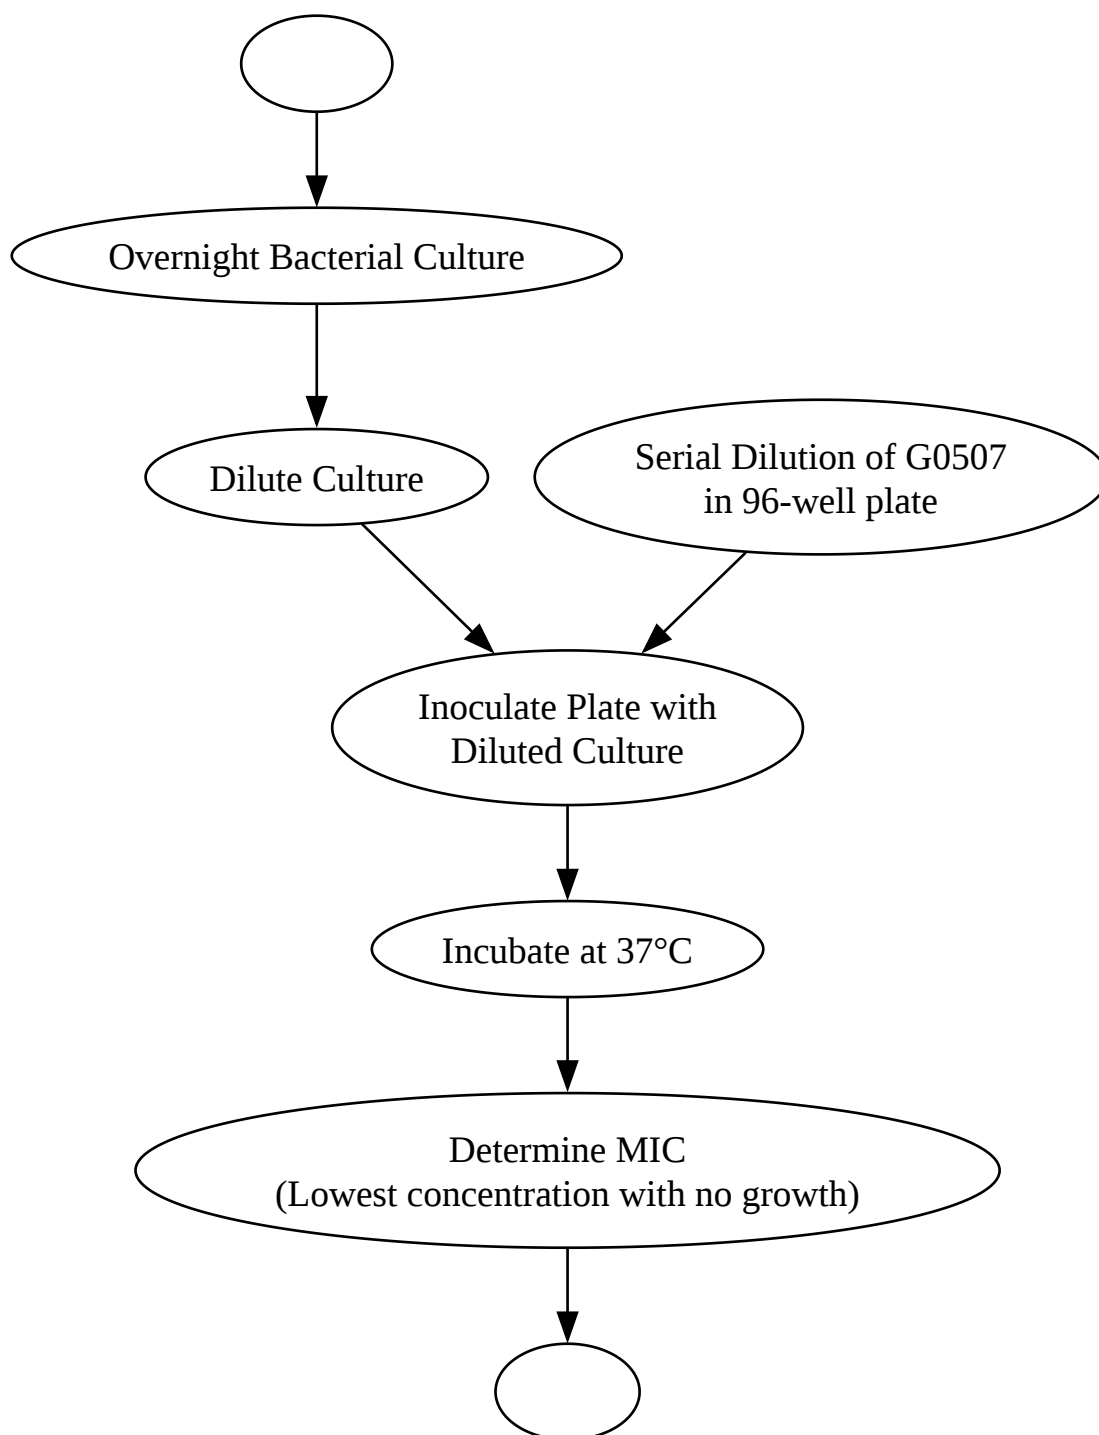 Overnight Bacterial Culture
Dilute Culture
Serial Dilution of G0507
in 96-well plate
Inoculate Plate with
Diluted Culture
Incubate at 37°C
Determine MIC
(Lowest concentration with no growth)